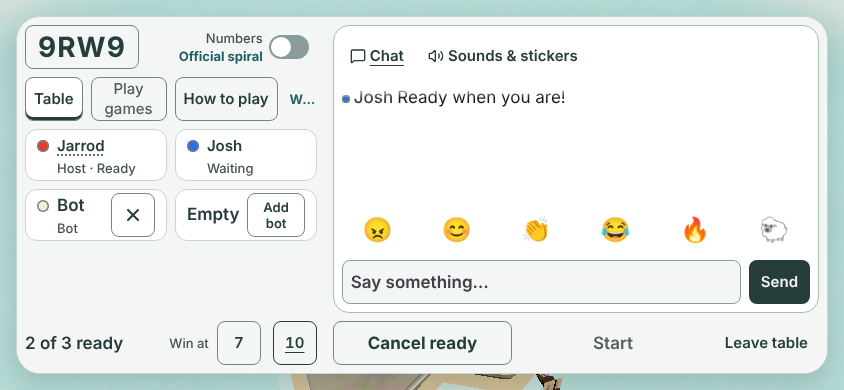 9RW9
Numbers
Official spiral
Table
Play games
How to play
W...
Jarrod
Host · Ready
Josh
Waiting
Bot
Bot
Empty
Add bot
2 of 3 ready
Win at
7
10
Chat
Sounds & stickers
Josh Ready when you are!
Say something...
Send
Cancel ready
Start
Leave table